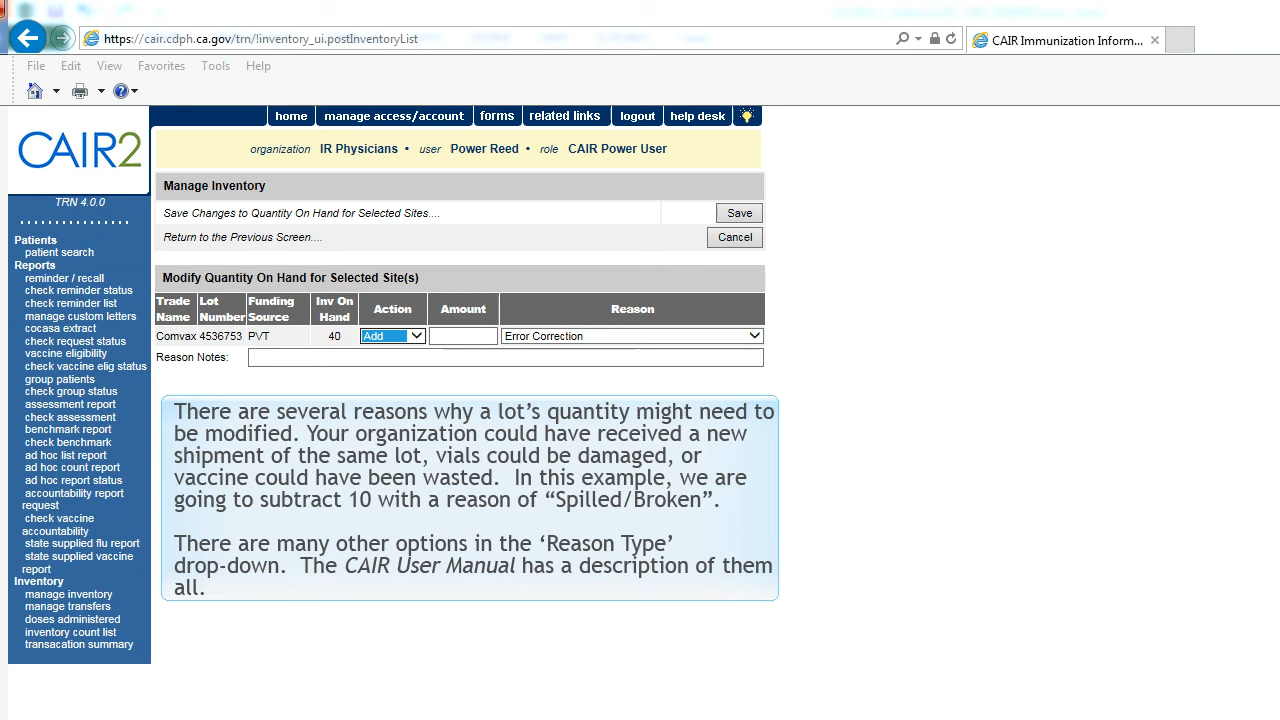 https://cair.cdph.ca.gov/trn/!inventory_ui.postInventoryList
CAIR Immunization Inform...
File Edit View Favorites Tools Help
home manage access/account forms related links logout help desk
CAIR2
organization IR Physicians • user Power Reed • role CAIR Power User
TRN 4.0.0
Patients
patient search
Reports
reminder / recall
check reminder status
check reminder list
manage custom letters
cocasa extract
check request status
vaccine eligibility
check vaccine elig status
group patients
check group status
assessment report
check assessment
benchmark report
check benchmark
ad hoc list report
ad hoc count report
ad hoc report status
accountability report
request
check vaccine
accountability
state supplied flu report
state supplied vaccine
report
Inventory
manage inventory
manage transfers
doses administered
inventory count list
transacation summary
Manage Inventory
Save Changes to Quantity On Hand for Selected Sites.... Save
Return to the Previous Screen.... Cancel
Modify Quantity On Hand for Selected Site(s)
Trade Name Lot Number Funding Source Inv On Hand Action Amount Reason
Comvax 4536753 PVT 40 Add Error Correction
Reason Notes:
There are several reasons why a lot’s quantity might need to
be modified. Your organization could have received a new
shipment of the same lot, vials could be damaged, or
vaccine could have been wasted. In this example, we are
going to subtract 10 with a reason of “Spilled/Broken”.
There are many other options in the ‘Reason Type’
drop-down. The CAIR User Manual has a description of them
all.